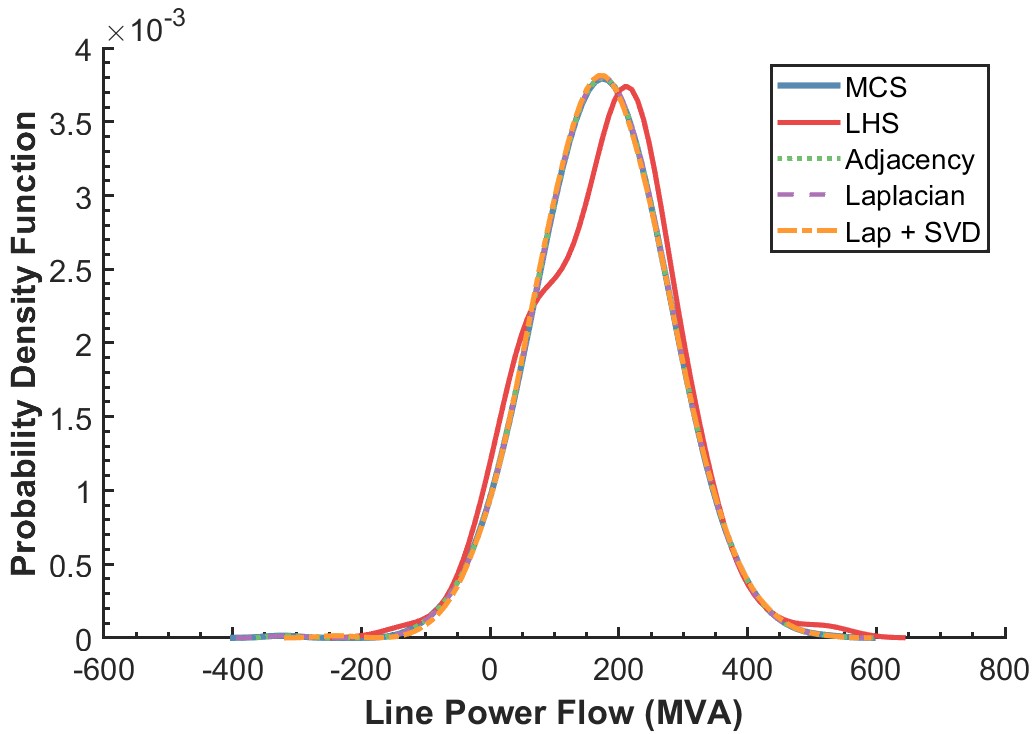 ×10-3
4
3.5
3
2.5
2
1.5
1
0.5
0
Probability Density Function
MCS
LHS
Adjacency
Laplacian
Lap + SVD
-600 -400 -200 0 200 400 600 800
Line Power Flow (MVA)